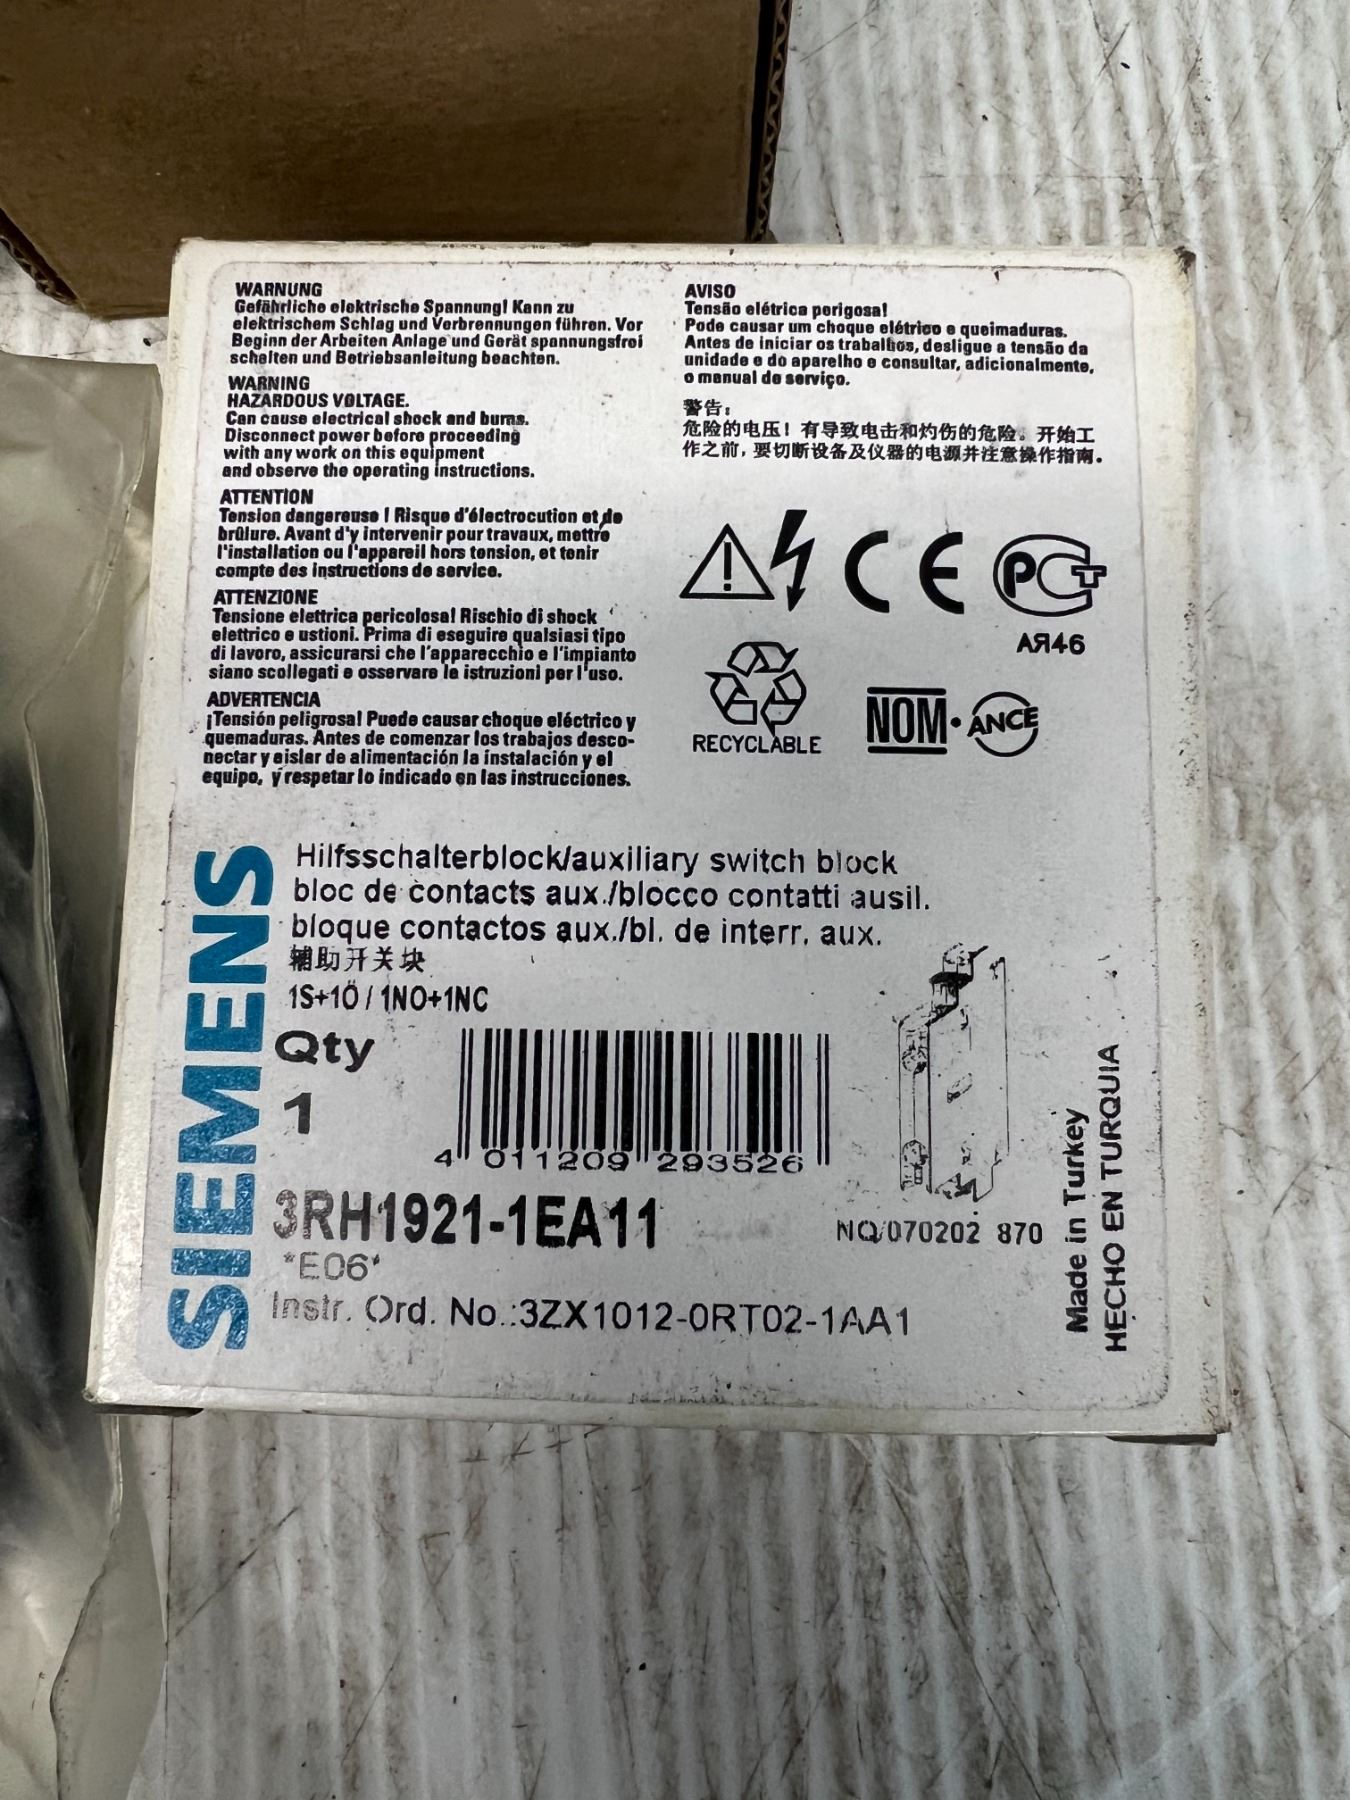 WARNUNG
Gefährliche elektrische Spannung! Kann zu
elektrischem Schlag und Verbrennungen führen. Vor
Beginn der Arbeiten Anlage und Gerät spannungsfrei
schalten und Betriebsanleitung beachten.
WARNING
HAZARDOUS VOLTAGE.
Can cause electrical shock and burns.
Disconnect power before proceeding
with any work on this equipment
and observe the operating instructions.
ATTENTION
Tension dangereuse ! Risque d'électrocution et de
brûlure. Avant d'y intervenir pour travaux, mettre
l'installation ou l'appareil hors tension, et tenir
compte des instructions de service.
ATTENZIONE
Tensione elettrica pericolosa! Rischio di shock
elettrico e ustioni. Prima di eseguire qualsiasi tipo
di lavoro, assicurarsi che l'apparecchio e l'impianto
siano scollegati e osservare le istruzioni per l'uso.
ADVERTENCIA
¡Tensión peligrosa! Puede causar choque eléctrico y
quemaduras. Antes de comenzar los trabajos desco-
nectar y aislar de alimentación la instalación y el
equipo, y respetar lo indicado en las instrucciones.
AVISO
Tensão elétrica perigosa!
Pode causar um choque elétrico e queimaduras.
Antes de iniciar os trabalhos, desligue a tensão da
unidade e do aparelho e consultar, adicionalmente,
o manual de serviço.
警告：
危险的电压！有导致电击和灼伤的危险。开始工
作之前，要切断设备及仪器的电源并注意操作指南。
CE
PCT
АЯ46
RECYCLABLE
NOM·ANCE
SIEMENS
Hilfsschalterblock/auxiliary switch block
bloc de contacts aux./blocco contatti ausil.
bloque contactos aux./bl. de interr. aux.
辅助开关块
1S+1Ö / 1NO+1NC
Qty
1
4 011209 293526
3RH1921-1EA11
*E06*
Instr. Ord. No.:3ZX1012-0RT02-1AA1
NQ/070202 870
Made in Turkey
HECHO EN TURQUIA